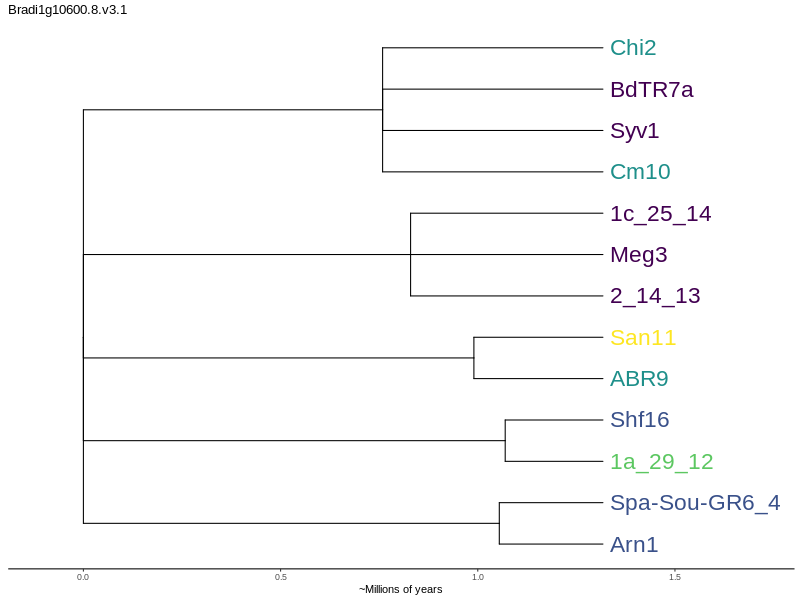 Bradi1g10600.8.v3.1
Chi2
BdTR7a
Syv1
Cm10
1c_25_14
Meg3
2_14_13
San11
ABR9
Shf16
1a_29_12
Spa-Sou-GR6_4
Arn1
0.0 0.5 1.0 1.5
~Millions of years